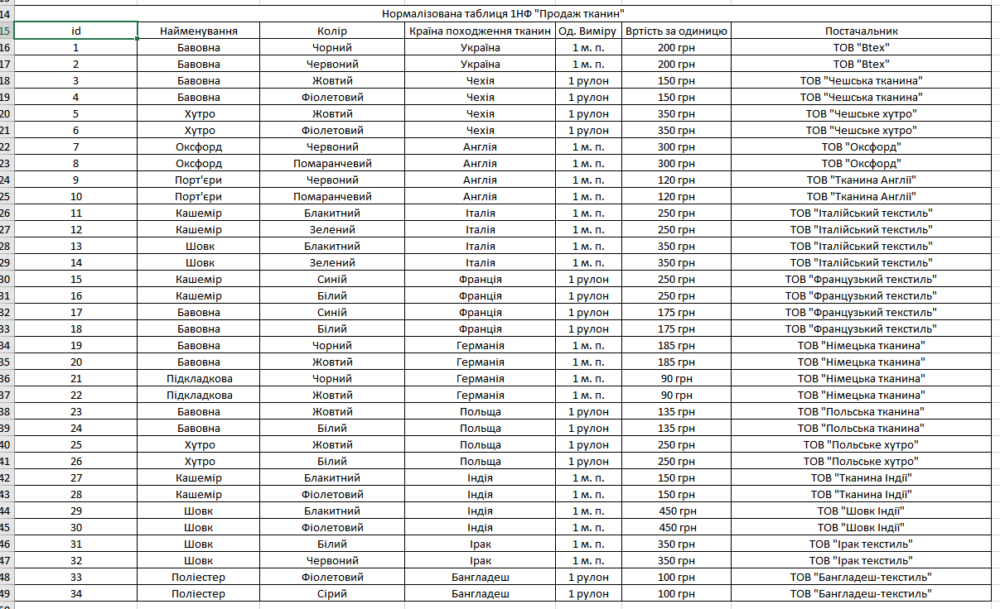 14 Нормалізована таблиця 1НФ "Продаж тканин"
15 id Найменування Колір Країна походження тканин Од. Виміру Вртість за одиницю Постачальник
16 1 Бавовна Чорний Україна 1 м. п. 200 грн ТОВ "Btex"
17 2 Бавовна Червоний Україна 1 м. п. 200 грн ТОВ "Btex"
18 3 Бавовна Жовтий Чехія 1 рулон 150 грн ТОВ "Чешська тканина"
19 4 Бавовна Фіолетовий Чехія 1 рулон 150 грн ТОВ "Чешська тканина"
20 5 Хутро Жовтий Чехія 1 рулон 350 грн ТОВ "Чешське хутро"
21 6 Хутро Фіолетовий Чехія 1 рулон 350 грн ТОВ "Чешське хутро"
22 7 Оксфорд Червоний Англія 1 м. п. 300 грн ТОВ "Оксфорд"
23 8 Оксфорд Помаранчевий Англія 1 м. п. 300 грн ТОВ "Оксфорд"
24 9 Порт'єри Червоний Англія 1 м. п. 120 грн ТОВ "Тканина Англії"
25 10 Порт'єри Помаранчевий Англія 1 м. п. 120 грн ТОВ "Тканина Англії"
26 11 Кашемір Блакитний Італія 1 м. п. 250 грн ТОВ "Італійський текстиль"
27 12 Кашемір Зелений Італія 1 м. п. 250 грн ТОВ "Італійський текстиль"
28 13 Шовк Блакитний Італія 1 м. п. 350 грн ТОВ "Італійський текстиль"
29 14 Шовк Зелений Італія 1 м. п. 350 грн ТОВ "Італійський текстиль"
30 15 Кашемір Синій Франція 1 рулон 250 грн ТОВ "Французький текстиль"
31 16 Кашемір Білий Франція 1 рулон 250 грн ТОВ "Французький текстиль"
32 17 Бавовна Синій Франція 1 рулон 175 грн ТОВ "Французький текстиль"
33 18 Бавовна Білий Франція 1 рулон 175 грн ТОВ "Французький текстиль"
34 19 Бавовна Чорний Германія 1 м. п. 185 грн ТОВ "Німецька тканина"
35 20 Бавовна Жовтий Германія 1 м. п. 185 грн ТОВ "Німецька тканина"
36 21 Підкладкова Чорний Германія 1 м. п. 90 грн ТОВ "Німецька тканина"
37 22 Підкладкова Жовтий Германія 1 м. п. 90 грн ТОВ "Німецька тканина"
38 23 Бавовна Жовтий Польща 1 рулон 135 грн ТОВ "Польська тканина"
39 24 Бавовна Білий Польща 1 рулон 135 грн ТОВ "Польська тканина"
40 25 Хутро Жовтий Польща 1 рулон 250 грн ТОВ "Польське хутро"
41 26 Хутро Білий Польща 1 рулон 250 грн ТОВ "Польське хутро"
42 27 Кашемір Блакитний Індія 1 м. п. 150 грн ТОВ "Тканина Індії"
43 28 Кашемір Фіолетовий Індія 1 м. п. 150 грн ТОВ "Тканина Індії"
44 29 Шовк Блакитний Індія 1 м. п. 450 грн ТОВ "Шовк Індії"
45 30 Шовк Фіолетовий Індія 1 м. п. 450 грн ТОВ "Шовк Індії"
46 31 Шовк Білий Ірак 1 м. п. 350 грн ТОВ "Ірак текстиль"
47 32 Шовк Червоний Ірак 1 м. п. 350 грн ТОВ "Ірак текстиль"
48 33 Поліестер Фіолетовий Бангладеш 1 рулон 100 грн ТОВ "Бангладеш-текстиль"
49 34 Поліестер Сірий Бангладеш 1 рулон 100 грн ТОВ "Бангладеш-текстиль"